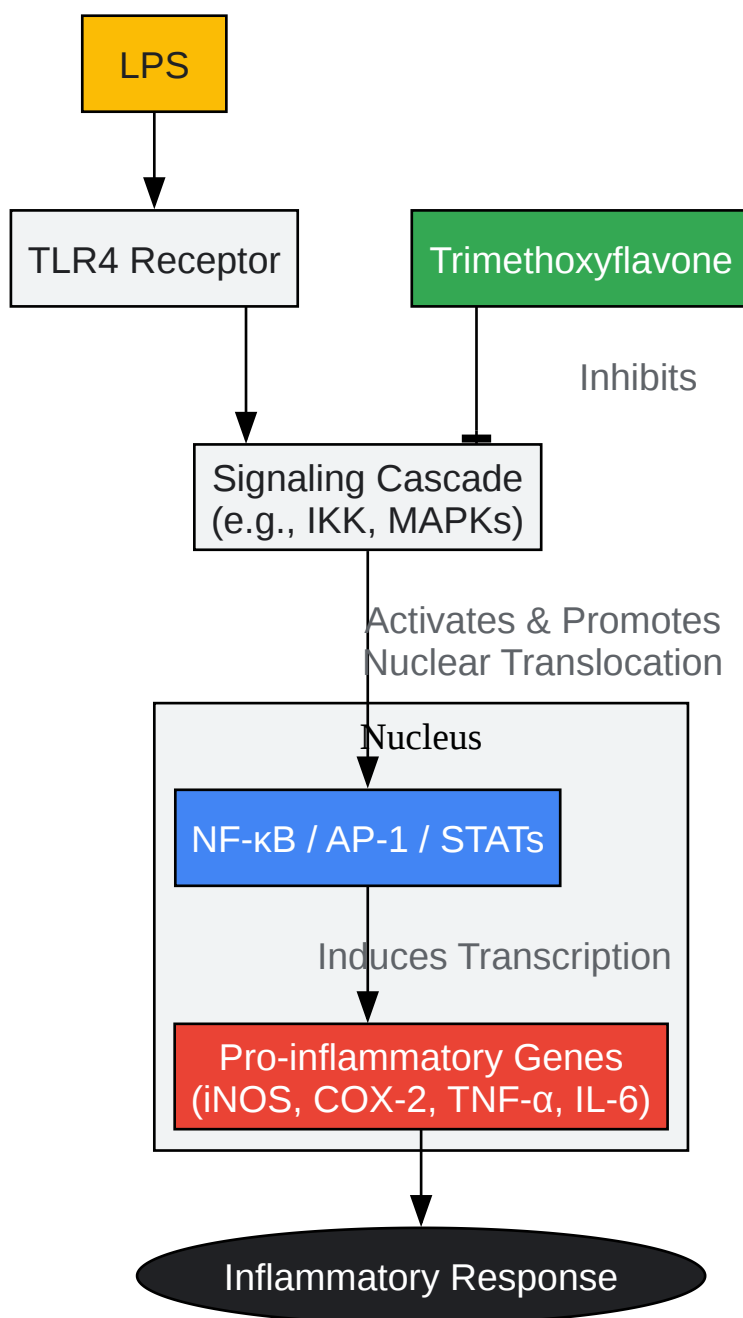 LPS
TLR4 Receptor
Trimethoxyflavone
Inhibits
Signaling Cascade
(e.g., IKK, MAPKs)
Activates & Promotes
Nuclear Translocation
Nucleus
NF-κB / AP-1 / STATs
Induces Transcription
Pro-inflammatory Genes
(iNOS, COX-2, TNF-α, IL-6)
Inflammatory Response